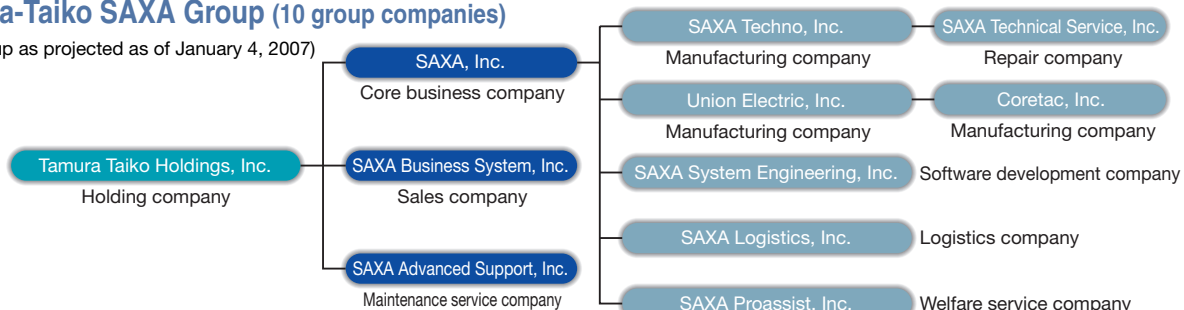 a-Taiko SAXA Group (10 group companies)
up as projected as of January 4, 2007)
SAXA, Inc.
Core business company
Tamura Taiko Holdings, Inc.
Holding company
SAXA Business System, Inc.
Sales company
SAXA Advanced Support, Inc.
Maintenance service company
SAXA Techno, Inc.
Manufacturing company
SAXA Technical Service, Inc.
Repair company
Union Electric, Inc.
Manufacturing company
Coretac, Inc.
Manufacturing company
SAXA System Engineering, Inc.
Software development company
SAXA Logistics, Inc.
Logistics company
SAXA Proassist, Inc.
Welfare service company